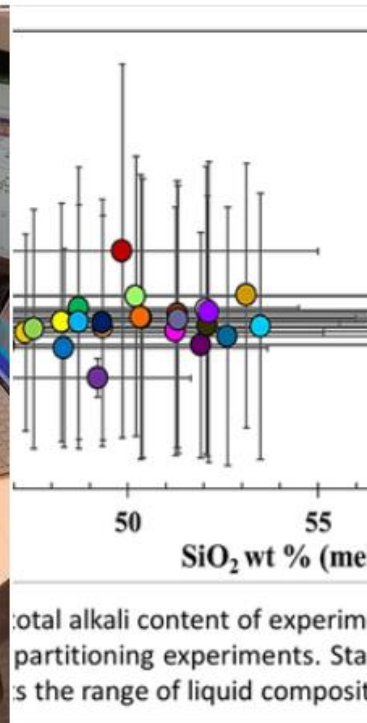 50 55
SiO₂ wt % (me
total alkali content of experim
partitioning experiments. Sta
s the range of liquid composit